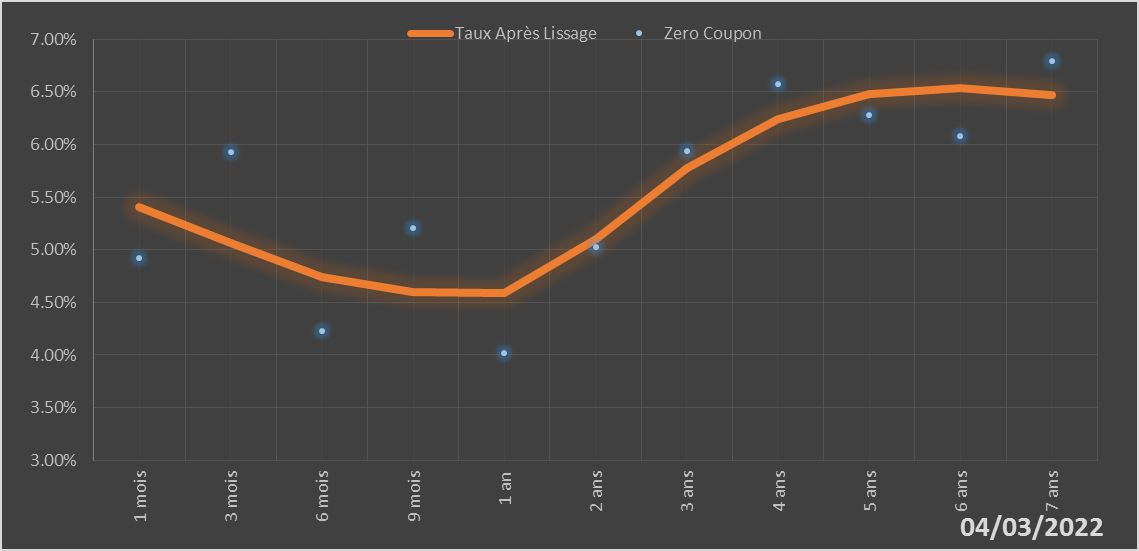 Taux Après Lissage
Zero Coupon
7.00%
6.50%
6.00%
5.50%
5.00%
4.50%
4.00%
3.50%
3.00%
1 mois
3 mois
6 mois
9 mois
1 an
2 ans
3 ans
4 ans
5 ans
6 ans
7 ans
04/03/2022